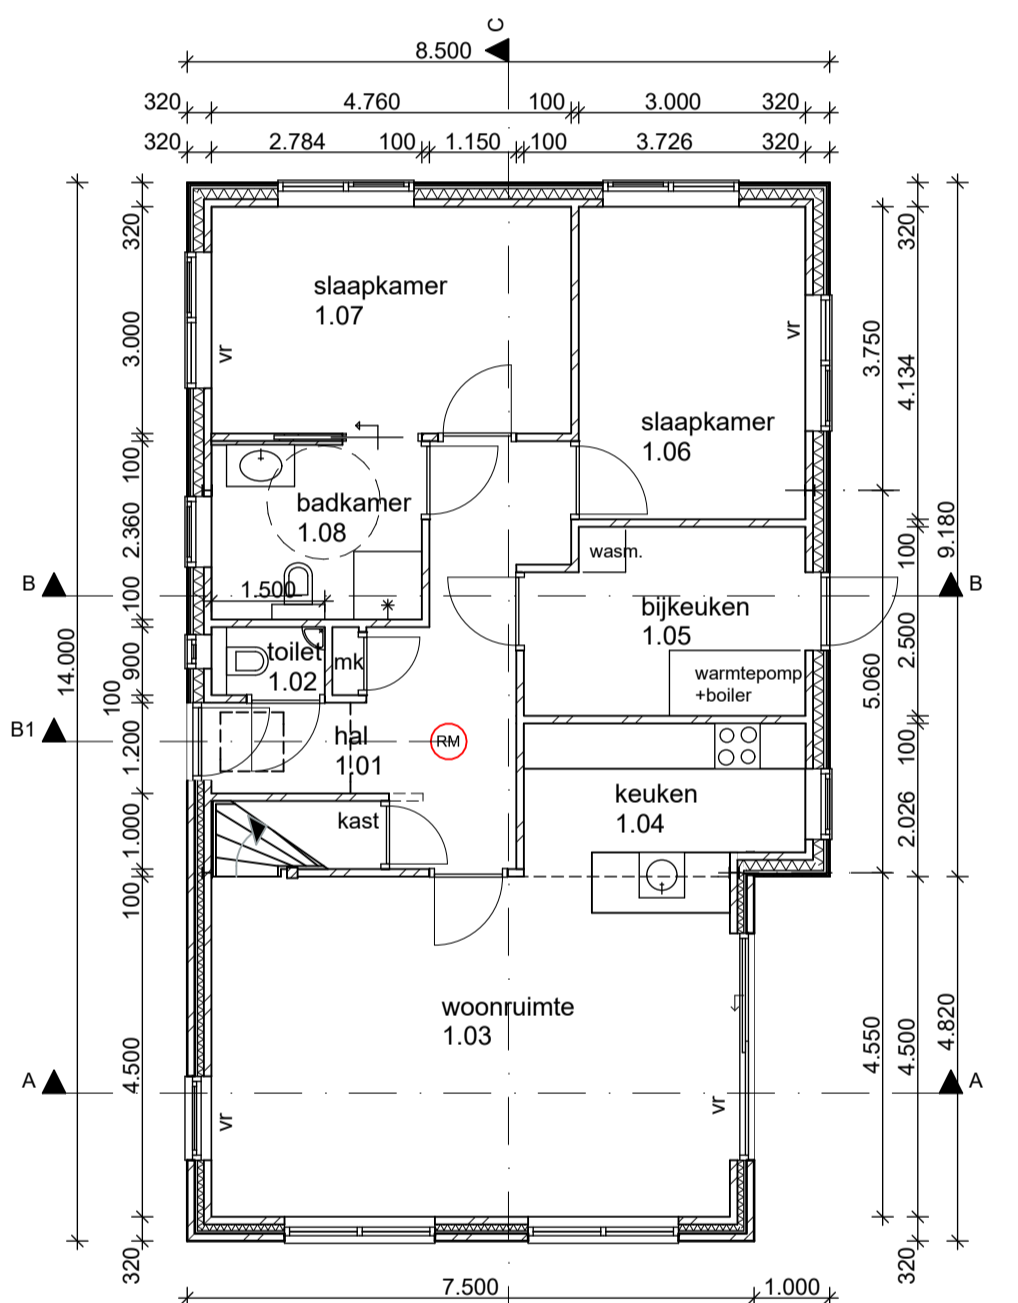 C
8.500
320 4.760 100 3.000 320
320 2.784 100 1.150 100 3.726 320
320
3.000
100
2.360
100
900
100
1.200
1.000
100
4.500
320
14.000
slaapkamer
1.07
vr
slaapkamer
1.06
vr
badkamer
1.08
1.500
wasm.
bijkeuken
1.05
warmtepomp
+boiler
toilet
1.02
mk
hal
1.01
RM
kast
keuken
1.04
woonruimte
1.03
vr
vr
B
B
B1
A
A
3.750
5.060
4.550
320
4.134
100
2.500
100
2.026
4.500
320
9.180
4.820
7.500 1.000